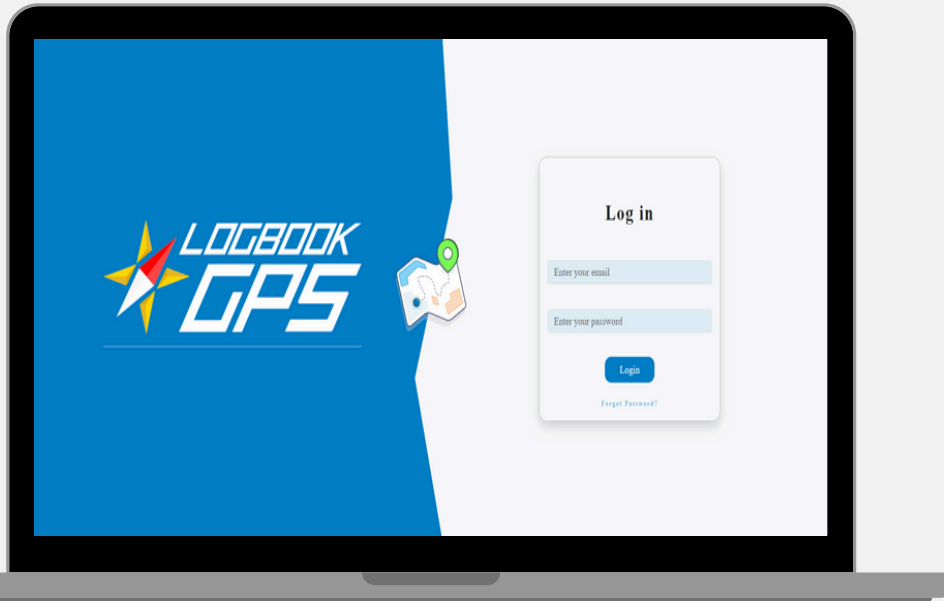 LOGBOOK
GPS
Log in
Enter your email
Enter your password
Login
Forgot Password?